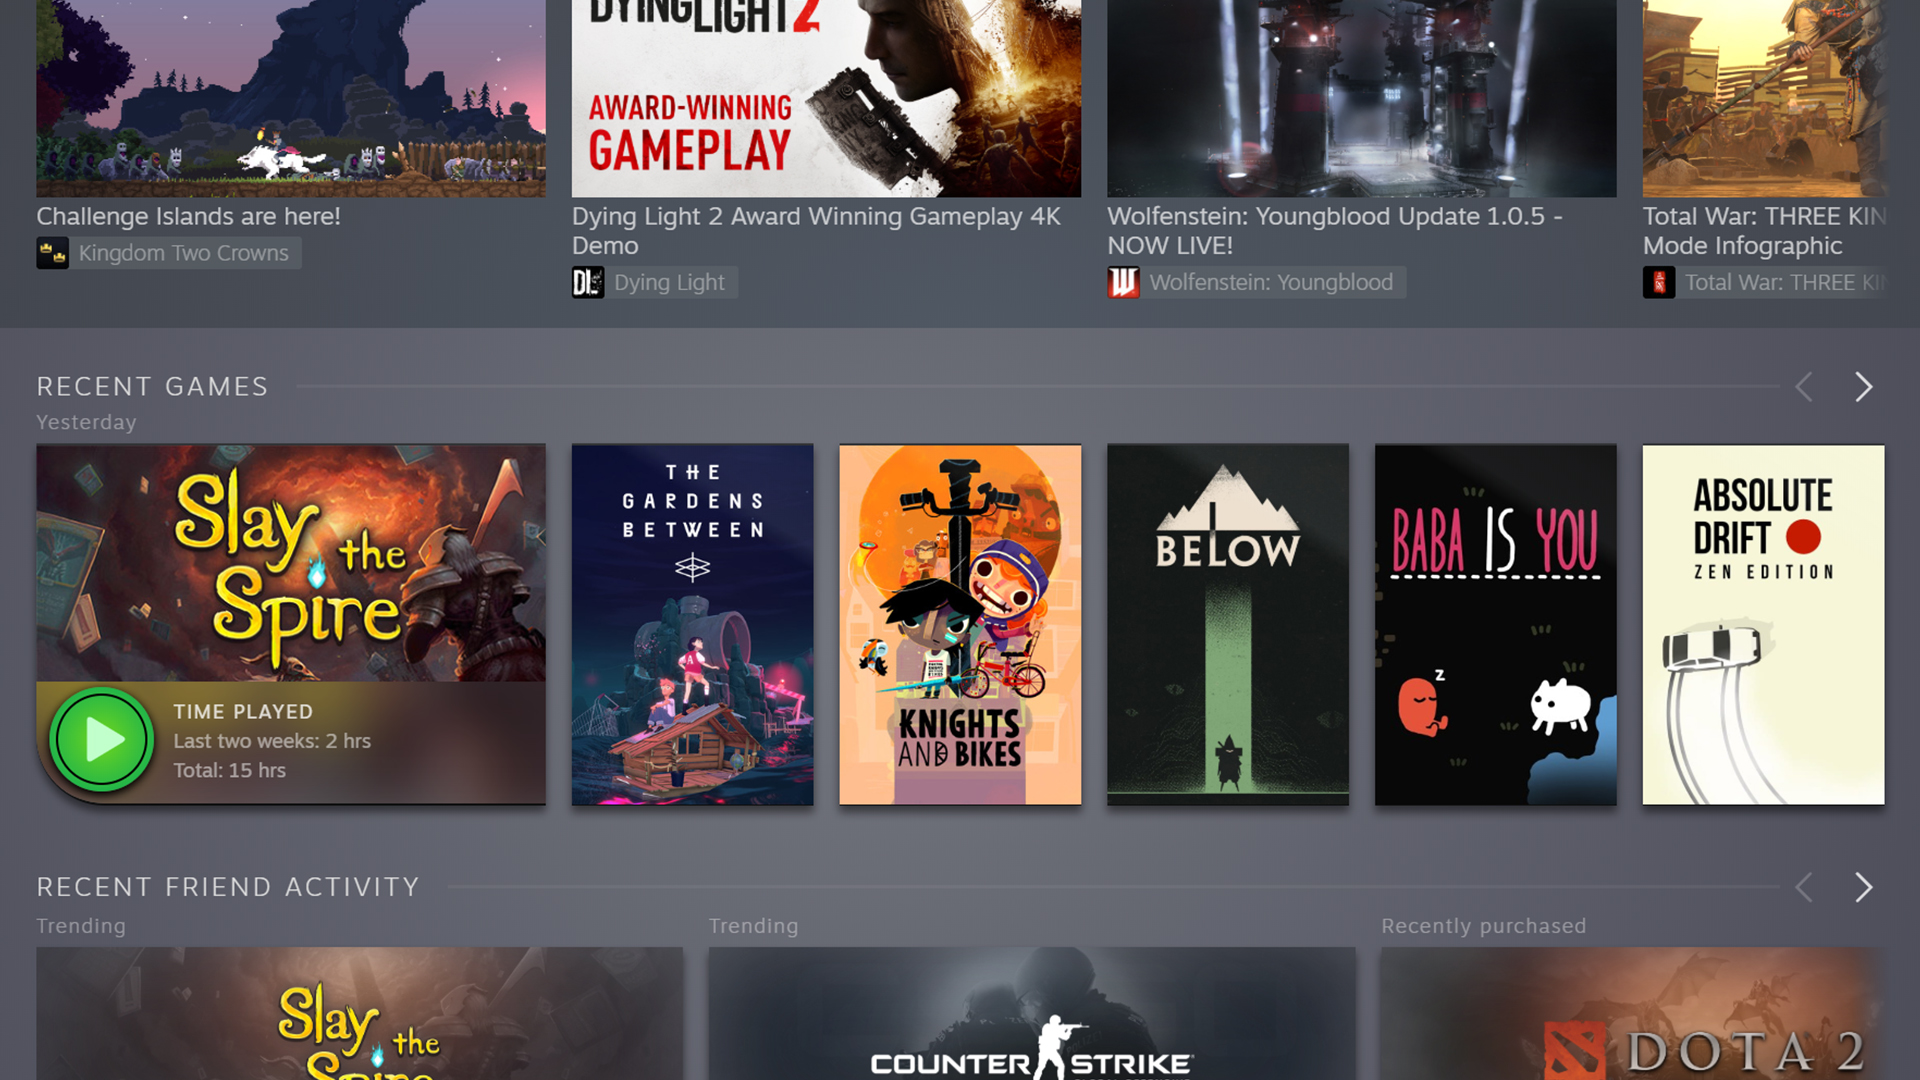 DYING LIGHT 2
AWARD-WINNING
GAMEPLAY
Challenge Islands are here!
Kingdom Two Crowns
Dying Light 2 Award Winning Gameplay 4K
Demo
DL
Dying Light
Wolfenstein: Youngblood Update 1.0.5 -
NOW LIVE!
W
Wolfenstein: Youngblood
Total War: THREE KIN
Mode Infographic
Total War: THREE KIN
RECENT GAMES
Yesterday
Slay
the
Spire
TIME PLAYED
Last two weeks: 2 hrs
Total: 15 hrs
THE
GARDENS
BETWEEN
KNIGHTS
AND BIKES
BELOW
BABA IS YOU
z
ABSOLUTE
DRIFT
ZEN EDITION
RECENT FRIEND ACTIVITY
Trending
Trending
Recently purchased
Slay
the
Spire
COUNTER STRIKE
DOTA 2